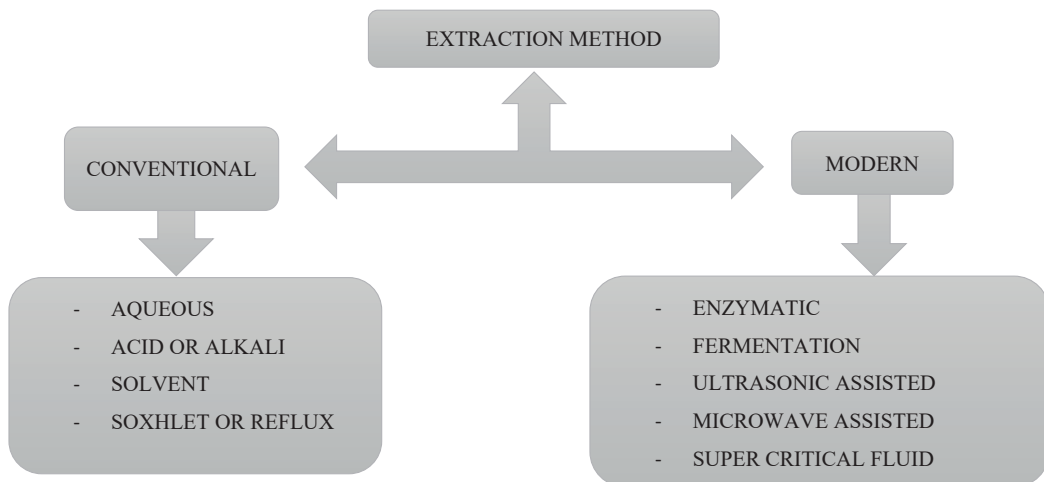 EXTRACTION METHOD
CONVENTIONAL
MODERN
- AQUEOUS
- ACID OR ALKALI
- SOLVENT
- SOXHLET OR REFLUX
- ENZYMATIC
- FERMENTATION
- ULTRASONIC ASSISTED
- MICROWAVE ASSISTED
- SUPER CRITICAL FLUID